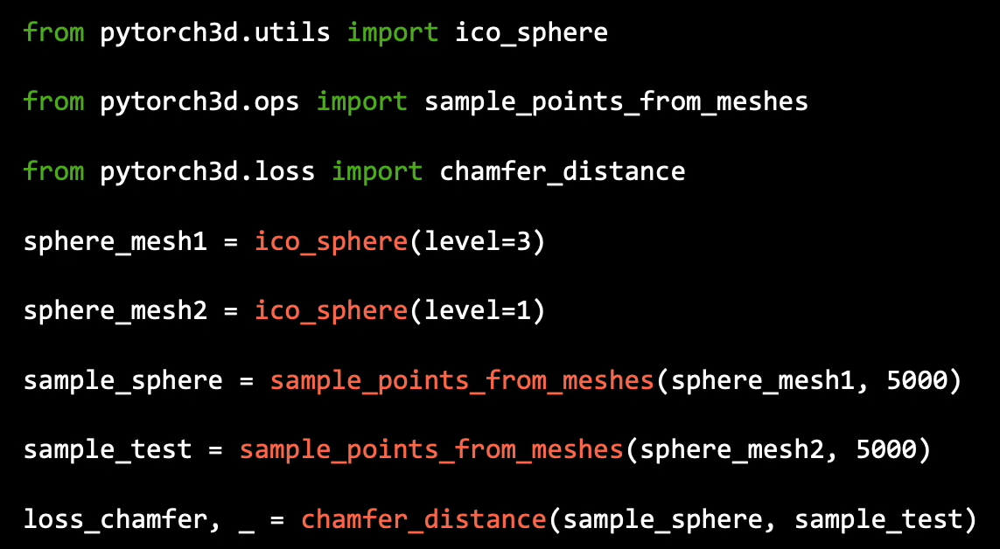 from pytorch3d.utils import ico_sphere
from pytorch3d.ops import sample_points_from_meshes
from pytorch3d.loss import chamfer_distance
sphere_mesh1 = ico_sphere(level=3)
sphere_mesh2 = ico_sphere(level=1)
sample_sphere = sample_points_from_meshes(sphere_mesh1, 5000)
sample_test = sample_points_from_meshes(sphere_mesh2, 5000)
loss_chamfer, _ = chamfer_distance(sample_sphere, sample_test)